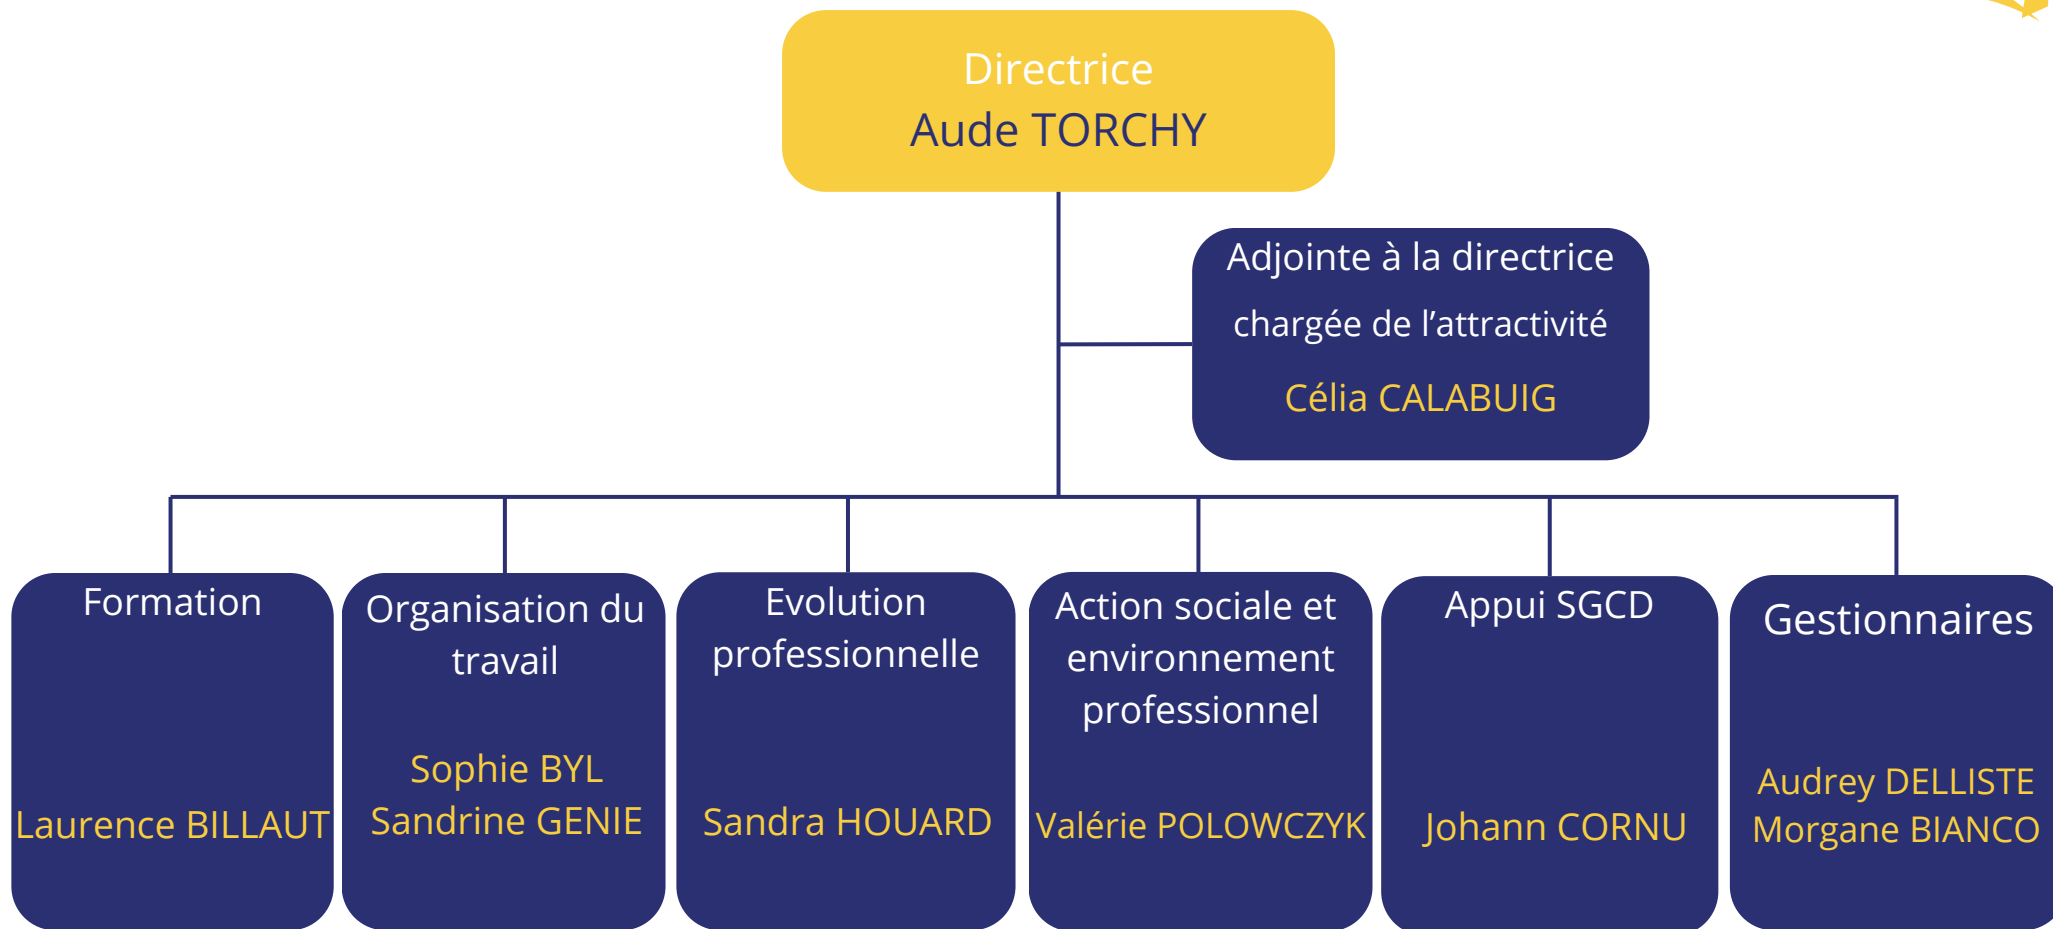 Directrice
Aude TORCHY
Adjointe à la directrice
chargée de l’attractivité
Célia CALABUIG
Formation
Laurence BILLAUT
Organisation du
travail
Sophie BYL
Sandrine GENIE
Evolution
professionnelle
Sandra HOUARD
Action sociale et
environnement
professionnel
Valérie POLOWCZYK
Appui SGCD
Johann CORNU
Gestionnaires
Audrey DELLISTE
Morgane BIANCO